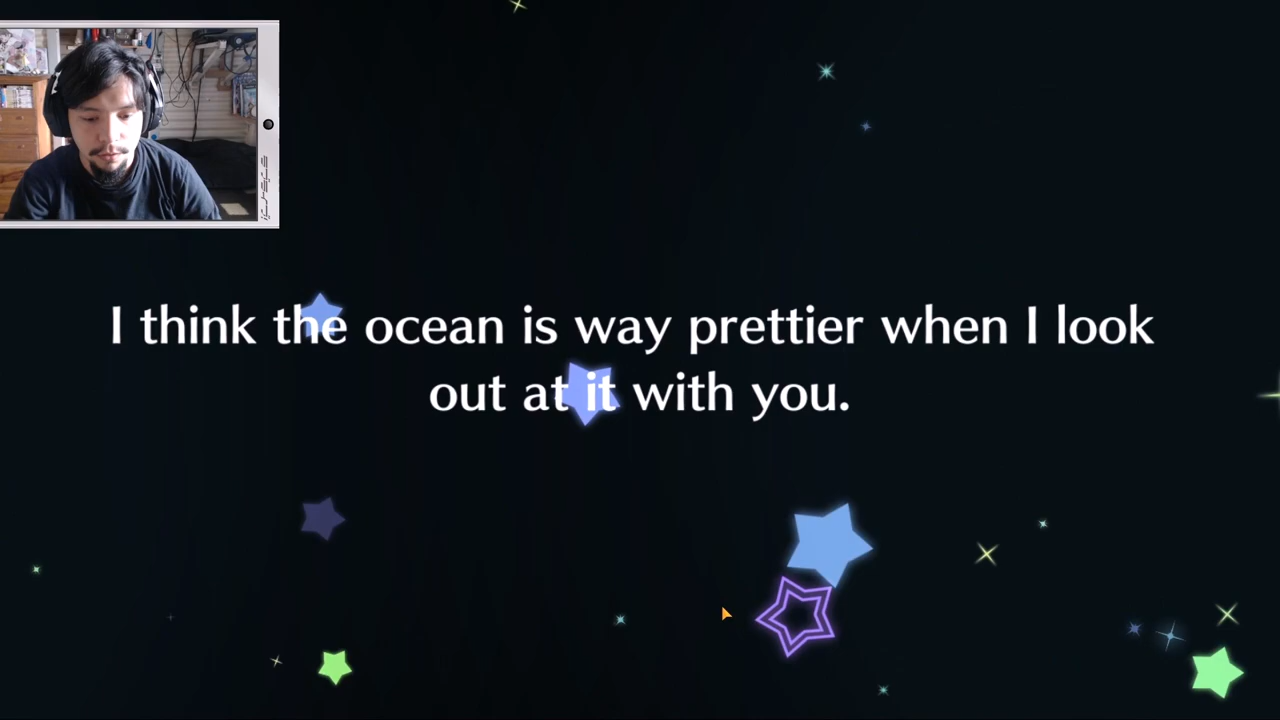 I think the ocean is way prettier when I look
out at it with you.